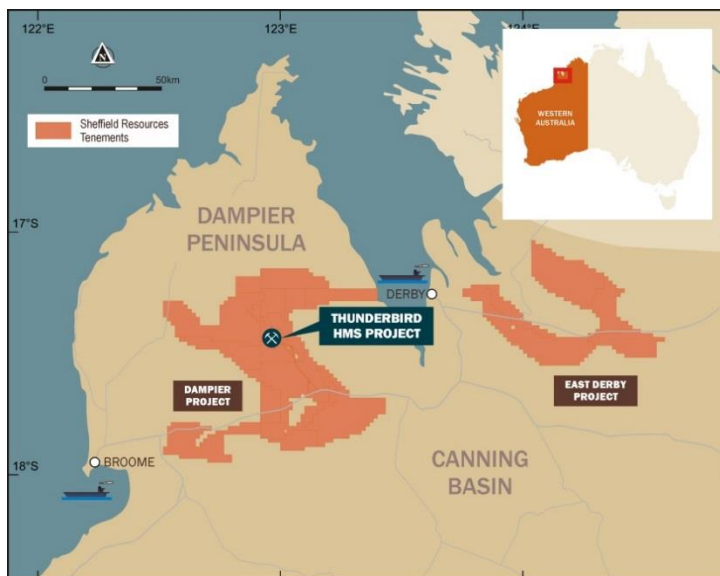 122°E
123°E
124°E
N
0
50km
Sheffield Resources
Tenements
WESTERN
AUSTRALIA
17°S
DAMPIER
PENINSULA
DERBY
THUNDERBIRD
HMS PROJECT
DAMPIER
PROJECT
EAST DERBY
PROJECT
BROOME
CANNING
BASIN
18°S